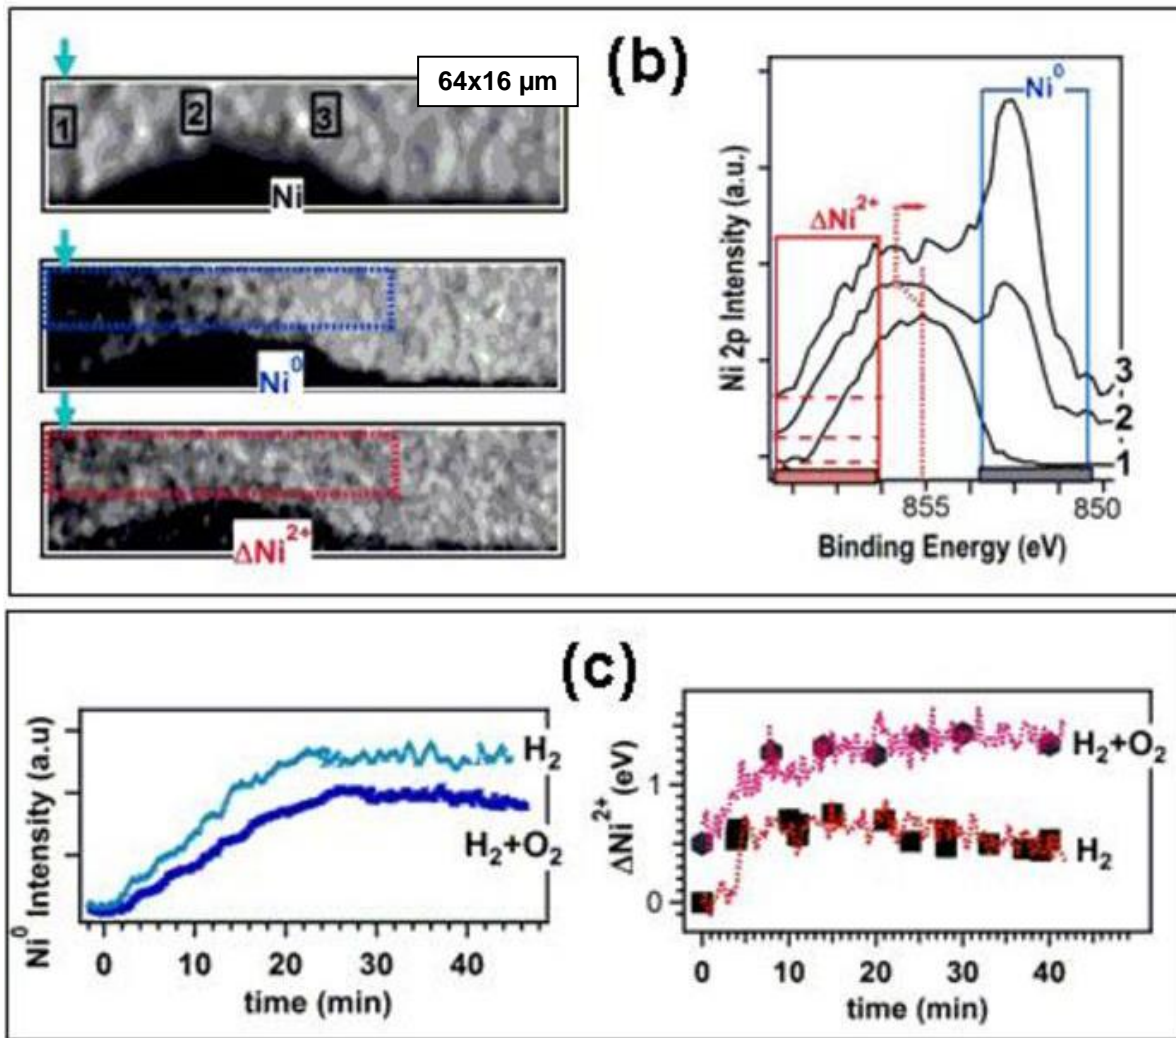 (b)
64x16 µm
1
2
3
Ni
Ni⁰
ΔNi²⁺
Ni 2p Intensity (a.u.)
ΔNi²⁺
Ni⁰
3
2
1
855
850
Binding Energy (eV)
(c)
Ni⁰ Intensity (a.u)
H₂
H₂+O₂
0
10
20
30
40
time (min)
ΔNi²⁺ (eV)
1
0
H₂+O₂
H₂
0
10
20
30
40
time (min)